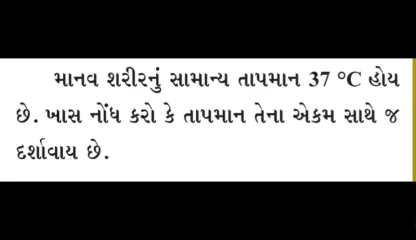 માનવ શરીરનું સામાન્ય તાપમાન 37 °C હોય
છે. ખાસ નોંધ કરો કે તાપમાન તેના એકમ સાથે જ
દર્શાવાય છે.